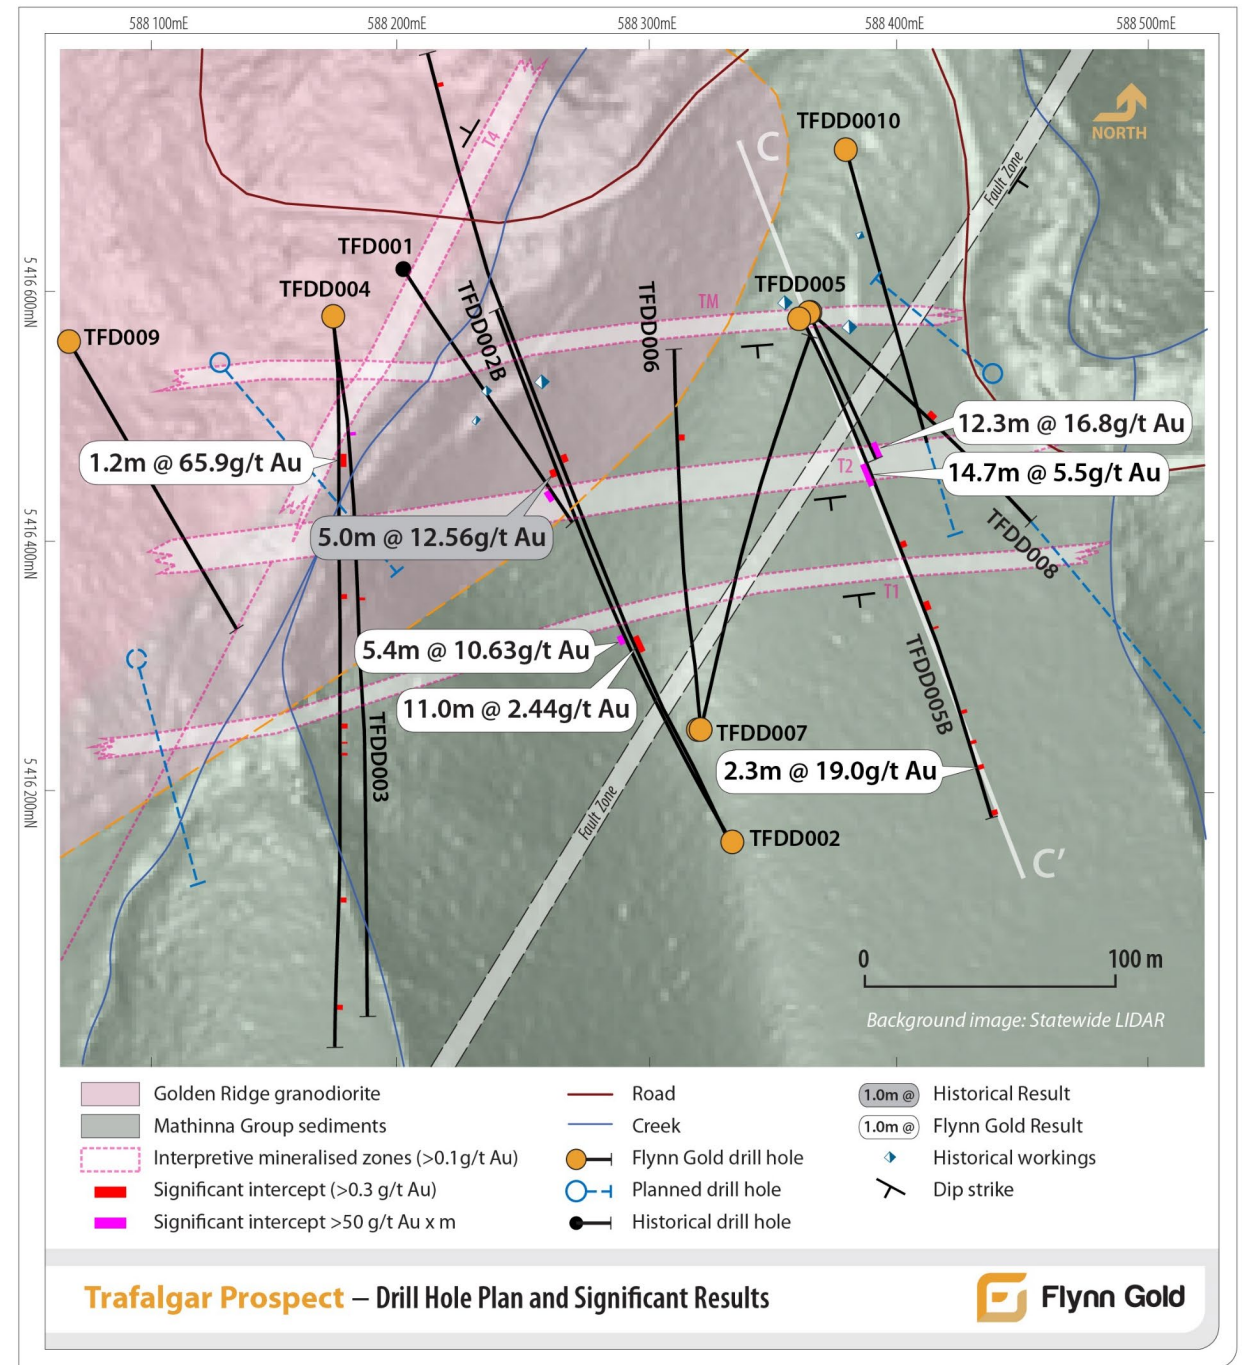 588 100mE
588 200mE
588 300mE
588 400mE
588 500mE
5 416 600mN
5 416 400mN
5 416 200mN
NORTH
TFDD0010
C
T4
Fault Zone
TFD001
TFDD004
TFDD005
TFD009
TFDD002B
TFDD006
TM
12.3m @ 16.8g/t Au
1.2m @ 65.9g/t Au
T2
14.7m @ 5.5g/t Au
5.0m @ 12.56g/t Au
TFDD008
T1
5.4m @ 10.63g/t Au
11.0m @ 2.44g/t Au
TFDD005B
TFDD003
TFDD007
2.3m @ 19.0g/t Au
Fault Zone
TFDD002
C’
0 100 m
Background image: Statewide LIDAR
Golden Ridge granodiorite
Mathinna Group sediments
Interpretive mineralised zones (>0.1g/t Au)
Significant intercept (>0.3 g/t Au)
Significant intercept >50 g/t Au x m
Road
Creek
Flynn Gold drill hole
Planned drill hole
Historical drill hole
1.0m @ Historical Result
1.0m @ Flynn Gold Result
Historical workings
Dip strike
Trafalgar Prospect – Drill Hole Plan and Significant Results
Flynn Gold